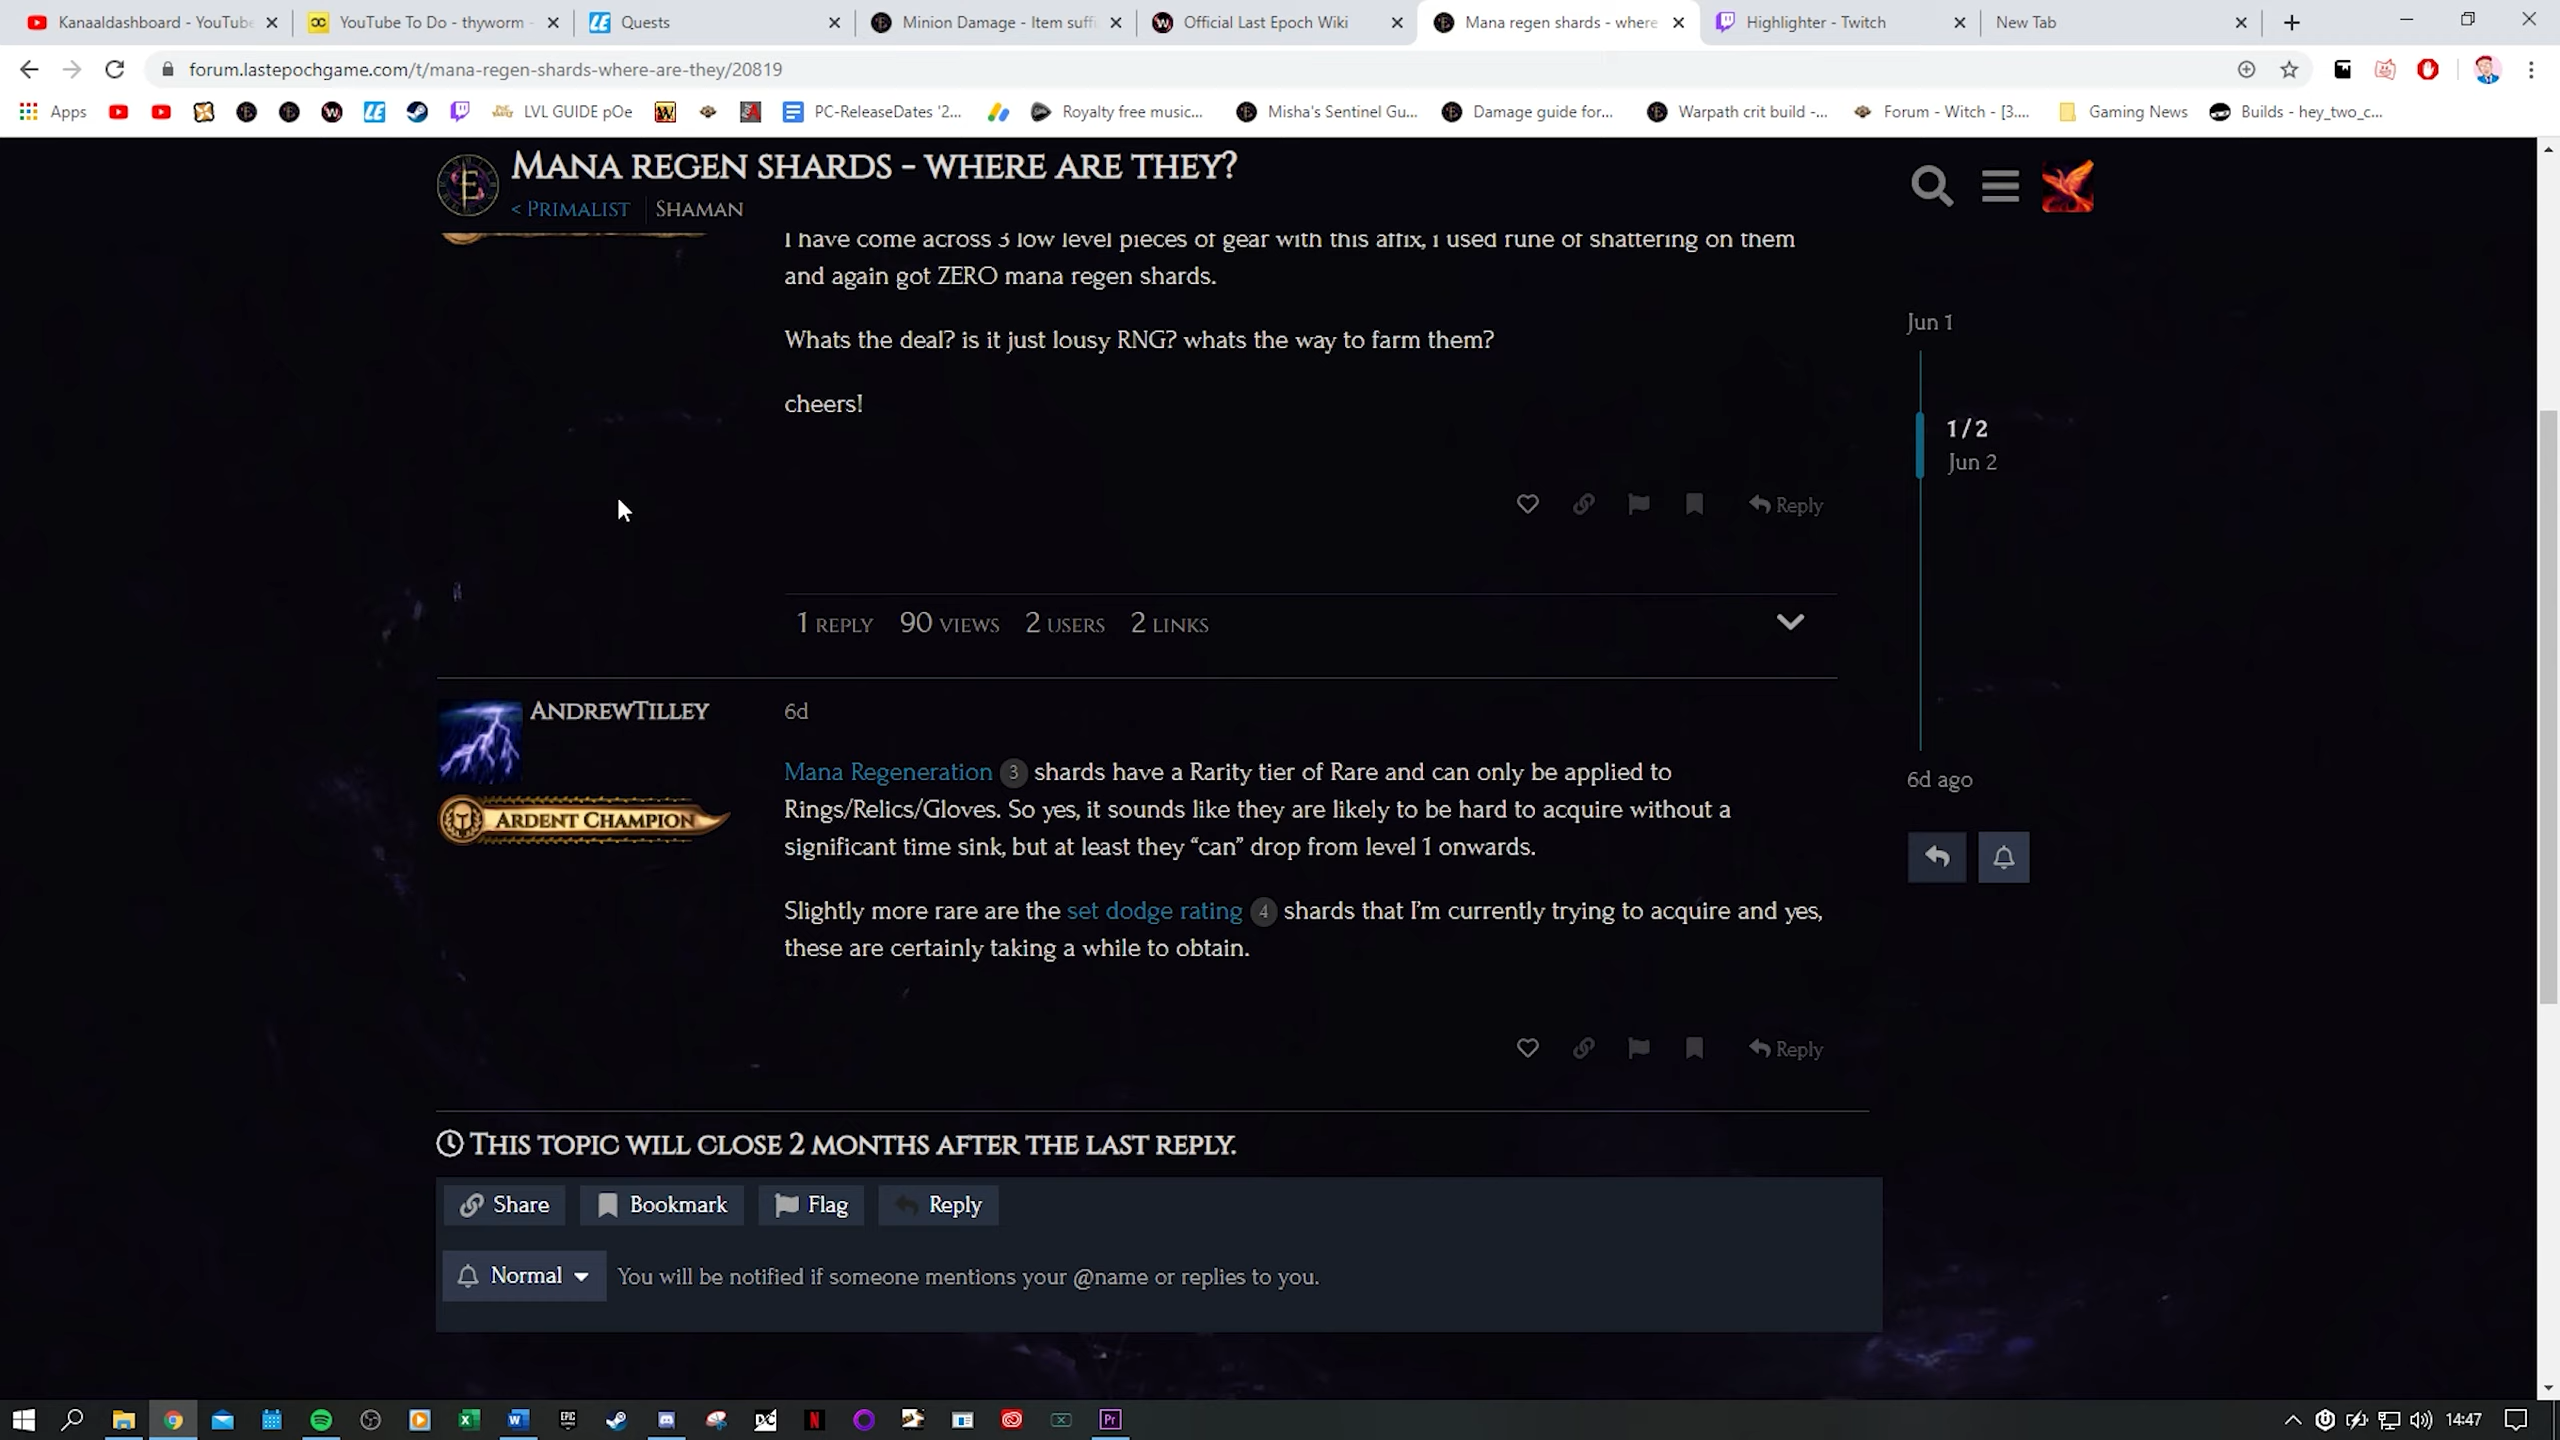 Kanaaldashboard - YouTube
YouTube To Do - thyworm -
Quests
Minion Damage - Item suffi
Official Last Epoch Wiki
Mana regen shards - where
Highlighter - Twitch
New Tab
forum.lastepochgame.com/t/mana-regen-shards-where-are-they/20819
Apps
LVL GUIDE pOe
PC-ReleaseDates '2...
Royalty free music...
Misha's Sentinel Gu...
Damage guide for...
Warpath crit build -...
Forum - Witch - [3....
Gaming News
Builds - hey_two_c...
Mana regen shards - where are they?
< Primalist
Shaman
I have come across 3 low level pieces of gear with this affix, i used rune of shattering on them
and again got ZERO mana regen shards.
Whats the deal? is it just lousy RNG? whats the way to farm them?
cheers!
Reply
1 reply 90 views 2 users 2 links
Jun 1
1 / 2
Jun 2
6d ago
AndrewTilley
6d
Ardent Champion
Mana Regeneration 3 shards have a Rarity tier of Rare and can only be applied to
Rings/Relics/Gloves. So yes, it sounds like they are likely to be hard to acquire without a
significant time sink, but at least they “can” drop from level 1 onwards.
Slightly more rare are the set dodge rating 4 shards that I’m currently trying to acquire and yes,
these are certainly taking a while to obtain.
Reply
This topic will close 2 months after the last reply.
Share
Bookmark
Flag
Reply
Normal
You will be notified if someone mentions your @name or replies to you.
14:47